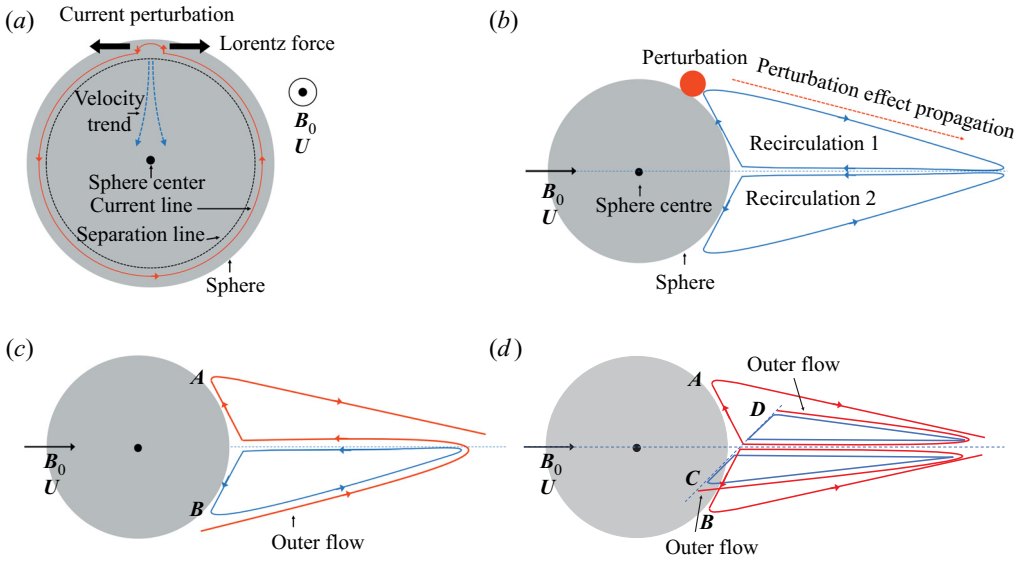 (a)
Current perturbation
Lorentz force
Velocity
trend
B0
U
Sphere center
Current line
Separation line
Sphere
(b)
Perturbation
Perturbation effect propagation
Recirculation 1
B0
U
Sphere centre
Recirculation 2
Sphere
(c)
A
B0
U
B
Outer flow
(d)
Outer flow
A
D
B0
U
C
B
Outer flow